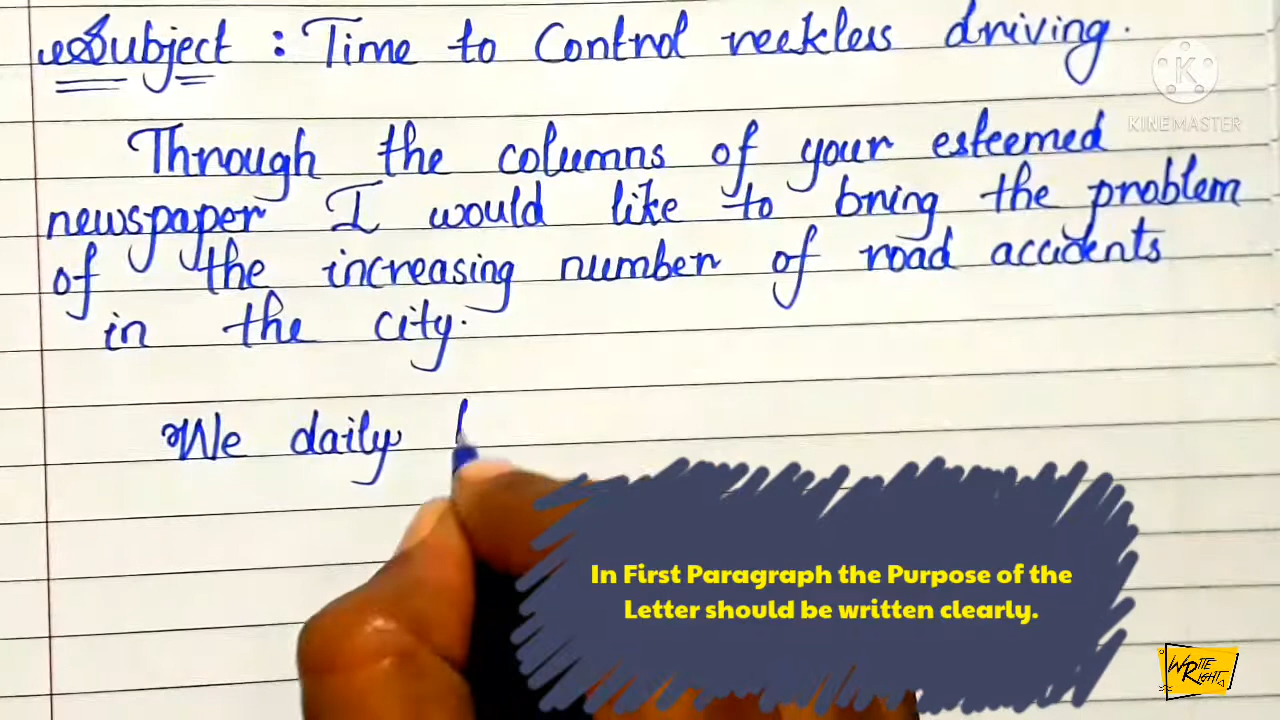 Subject : Time to Control reckless driving.
K
KINEMASTER
Through the columns of your esteemed
newspaper I would like to bring the problem
of the increasing number of road accidents
in the city.
We daily
In First Paragraph the Purpose of the
Letter should be written clearly.
WRITE
RIGHT